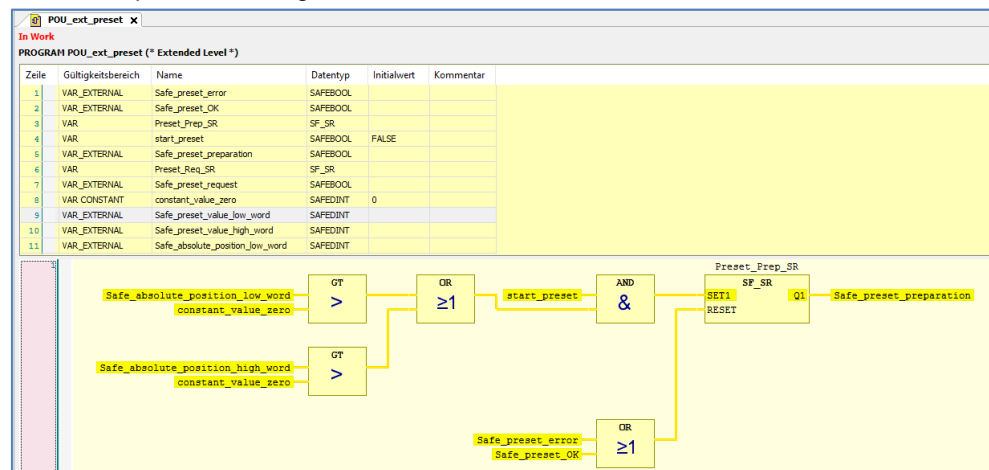 POU_ext_preset x
In Work
PROGRAM POU_ext_preset (* Extended Level *)
Zeile Gültigkeitsbereich Name Datentyp Initialwert Kommentar
1 VAR_EXTERNAL Safe_preset_error SAFEBOOL
2 VAR_EXTERNAL Safe_preset_OK SAFEBOOL
3 VAR Preset_Prep_SR SF_SR
4 VAR start_preset SAFEBOOL FALSE
5 VAR_EXTERNAL Safe_preset_preparation SAFEBOOL
6 VAR Preset_Req_SR SF_SR
7 VAR_EXTERNAL Safe_preset_request SAFEBOOL
8 VAR CONSTANT constant_value_zero SAFEDINT 0
9 VAR_EXTERNAL Safe_preset_value_low_word SAFEDINT
10 VAR_EXTERNAL Safe_preset_value_high_word SAFEDINT
11 VAR_EXTERNAL Safe_absolute_position_low_word SAFEDINT
1
Preset_Prep_SR
GT OR AND SF_SR
Safe_absolute_position_low_word > ≥1 start_preset & SET1 Q1 Safe_preset_preparation
constant_value_zero RESET
GT
Safe_absolute_position_high_word >
constant_value_zero
OR
Safe_preset_error ≥1
Safe_preset_OK